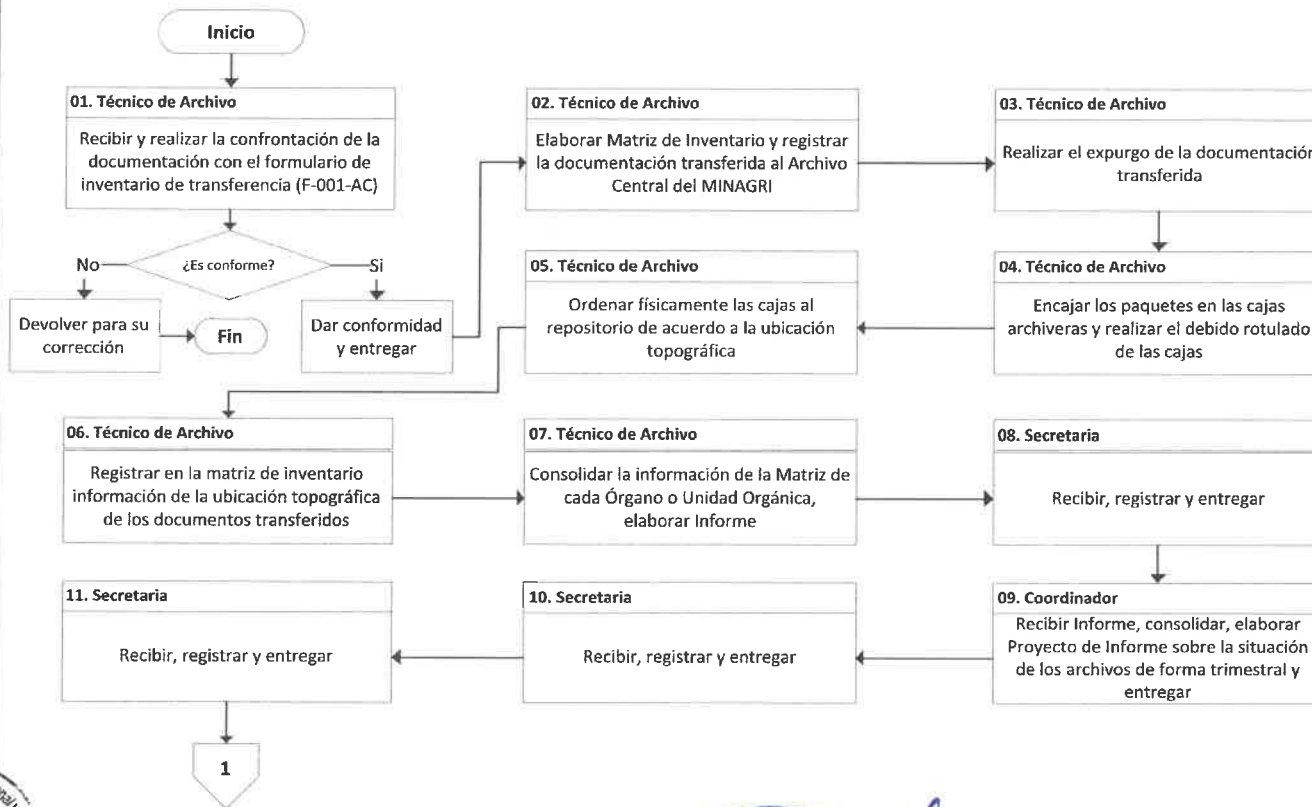 Inicio
01. Técnico de Archivo
Recibir y realizar la confrontación de la
documentación con el formulario de
inventario de transferencia (F-001-AC)
¿Es conforme?
No
Si
Devolver para su
corrección
Fin
Dar conformidad
y entregar
02. Técnico de Archivo
Elaborar Matriz de Inventario y registrar
la documentación transferida al Archivo
Central del MINAGRI
03. Técnico de Archivo
Realizar el expurgo de la documentación
transferida
04. Técnico de Archivo
Encajar los paquetes en las cajas
archiveras y realizar el debido rotulado
de las cajas
05. Técnico de Archivo
Ordenar físicamente las cajas al
repositorio de acuerdo a la ubicación
topográfica
06. Técnico de Archivo
Registrar en la matriz de inventario
información de la ubicación topográfica
de los documentos transferidos
07. Técnico de Archivo
Consolidar la información de la Matriz de
cada Órgano o Unidad Orgánica,
elaborar Informe
08. Secretaria
Recibir, registrar y entregar
09. Coordinador
Recibir Informe, consolidar, elaborar
Proyecto de Informe sobre la situación
de los archivos de forma trimestral y
entregar
10. Secretaria
Recibir, registrar y entregar
11. Secretaria
Recibir, registrar y entregar
1